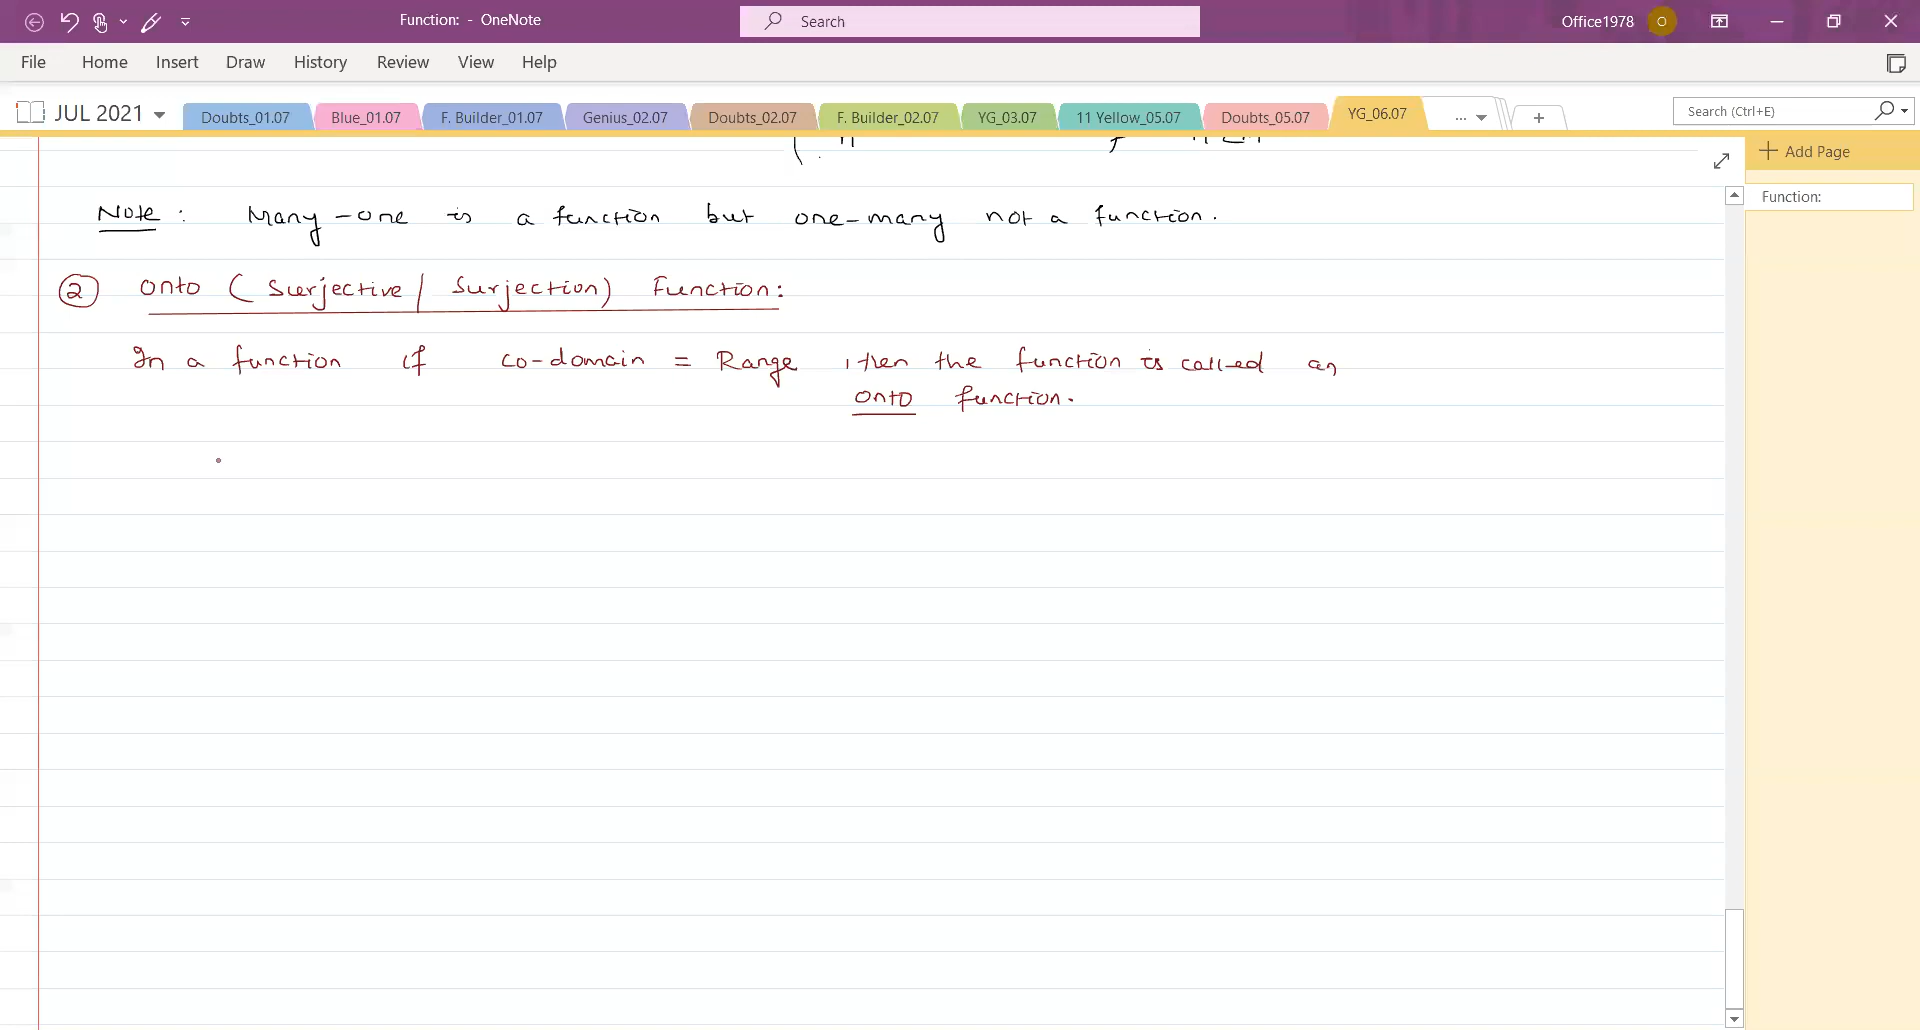 Function: - OneNote
Search
Office1978
O
File Home Insert Draw History Review View Help
JUL 2021
Doubts_01.07
Blue_01.07
F. Builder_01.07
Genius_02.07
Doubts_02.07
F. Builder_02.07
YG_03.07
11 Yellow_05.07
Doubts_05.07
YG_06.07
...
Search (Ctrl+E)
Add Page
Function:
Note : Many-one is a function but one-many not a function.
② onto (Surjective/ Surjection) Function:
In a function if co-domain = Range , then the function is called an
onto function.